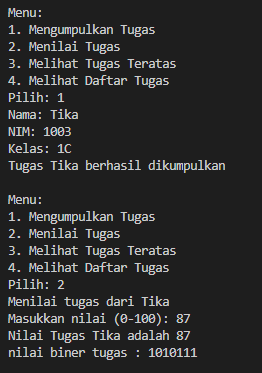 Menu:
1. Mengumpulkan Tugas
2. Menilai Tugas
3. Melihat Tugas Teratas
4. Melihat Daftar Tugas
Pilih: 1
Nama: Tika
NIM: 1003
Kelas: 1C
Tugas Tika berhasil dikumpulkan

Menu:
1. Mengumpulkan Tugas
2. Menilai Tugas
3. Melihat Tugas Teratas
4. Melihat Daftar Tugas
Pilih: 2
Menilai tugas dari Tika
Masukkan nilai (0-100): 87
Nilai Tugas Tika adalah 87
nilai biner tugas : 1010111